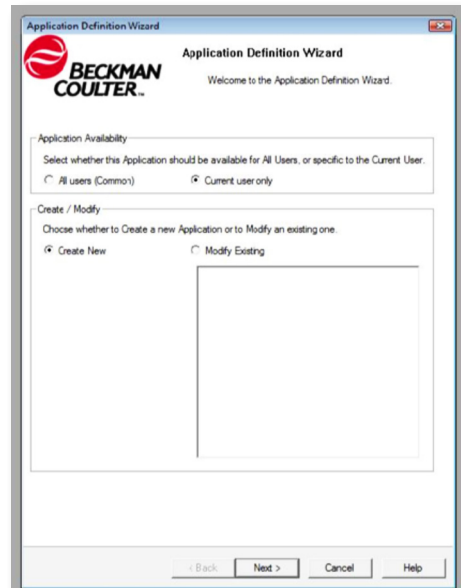 Application Definition Wizard
BECKMAN
COULTER™
Application Definition Wizard
Welcome to the Application Definition Wizard.
Application Availability
Select whether this Application should be available for All Users, or specific to the Current User.
All users (Common)
Current user only
Create / Modify
Choose whether to Create a new Application or to Modify an existing one.
Create New
Modify Existing
< Back
Next >
Cancel
Help